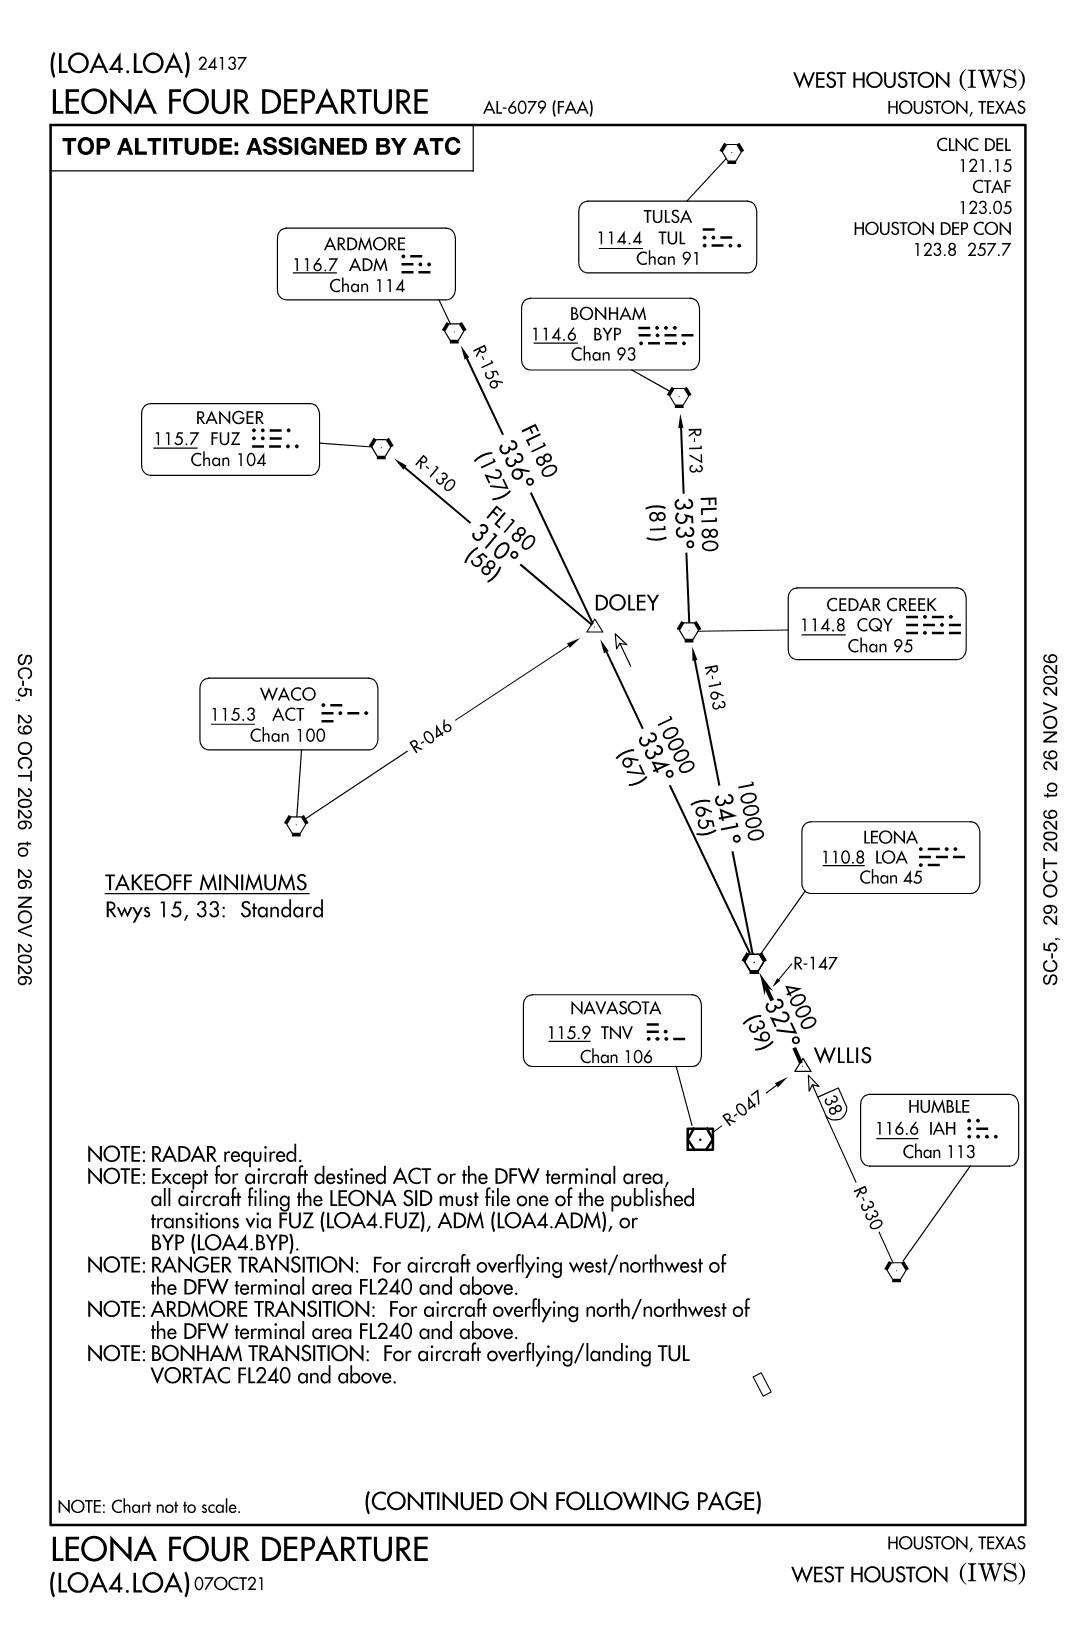 (LOA4.LOA) 24137
LEONA FOUR DEPARTURE
AL-6079 (FAA)
WEST HOUSTON (IWS)
HOUSTON, TEXAS
TOP ALTITUDE: ASSIGNED BY ATC
CLNC DEL
121.15
CTAF
123.05
HOUSTON DEP CON
123.8 257.7
TULSA
114.4 TUL
Chan 91
ARDMORE
116.7 ADM
Chan 114
BONHAM
114.6 BYP
Chan 93
RANGER
115.7 FUZ
Chan 104
R-156
FL180
336°
(127)
R-130
FL180
310°
(58)
R-173
FL180
353°
(81)
DOLEY
CEDAR CREEK
114.8 CQY
Chan 95
WACO
115.3 ACT
Chan 100
R-046
R-163
10000
334°
(67)
10000
341°
(65)
LEONA
110.8 LOA
Chan 45
TAKEOFF MINIMUMS
Rwys 15, 33: Standard
R-147
4000
327°
(39)
NAVASOTA
115.9 TNV
Chan 106
WLLIS
R-047
38
HUMBLE
116.6 IAH
Chan 113
R-330
NOTE: RADAR required.
NOTE: Except for aircraft destined ACT or the DFW terminal area,
all aircraft filing the LEONA SID must file one of the published
transitions via FUZ (LOA4.FUZ), ADM (LOA4.ADM), or
BYP (LOA4.BYP).
NOTE: RANGER TRANSITION: For aircraft overflying west/northwest of
the DFW terminal area FL240 and above.
NOTE: ARDMORE TRANSITION: For aircraft overflying north/northwest of
the DFW terminal area FL240 and above.
NOTE: BONHAM TRANSITION: For aircraft overflying/landing TUL
VORTAC FL240 and above.
NOTE: Chart not to scale.
(CONTINUED ON FOLLOWING PAGE)
SC-5, 29 OCT 2026 to 26 NOV 2026
SC-5, 29 OCT 2026 to 26 NOV 2026
LEONA FOUR DEPARTURE
(LOA4.LOA) 07OCT21
HOUSTON, TEXAS
WEST HOUSTON (IWS)